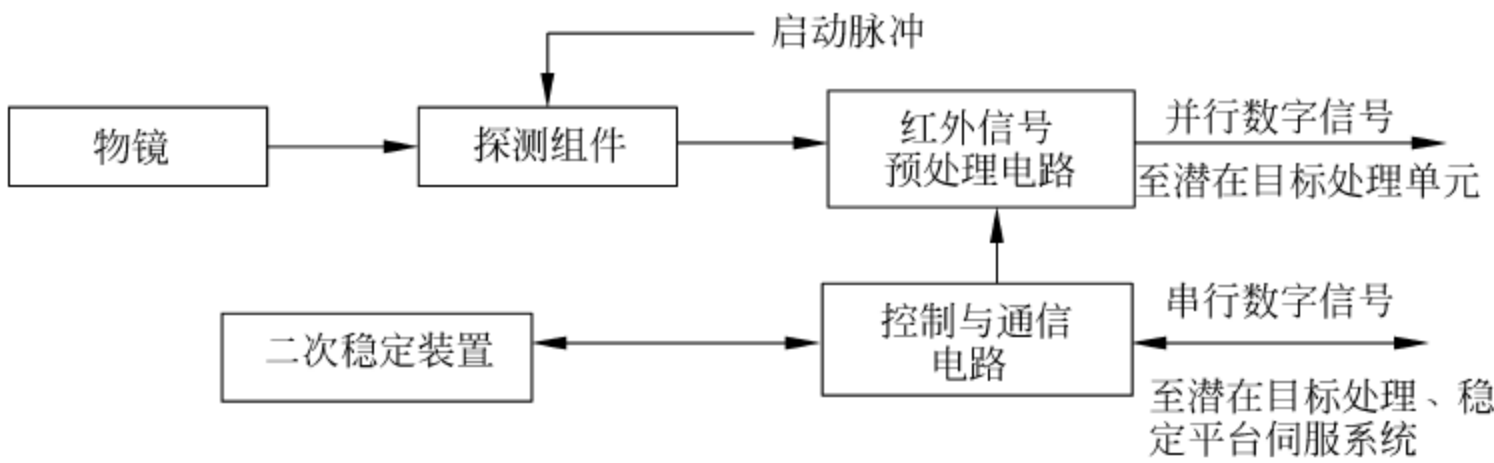 启动脉冲
物镜
探测组件
红外信号
预处理电路
并行数字信号
至潜在目标处理单元
二次稳定装置
控制与通信
电路
串行数字信号
至潜在目标处理、稳
定平台伺服系统